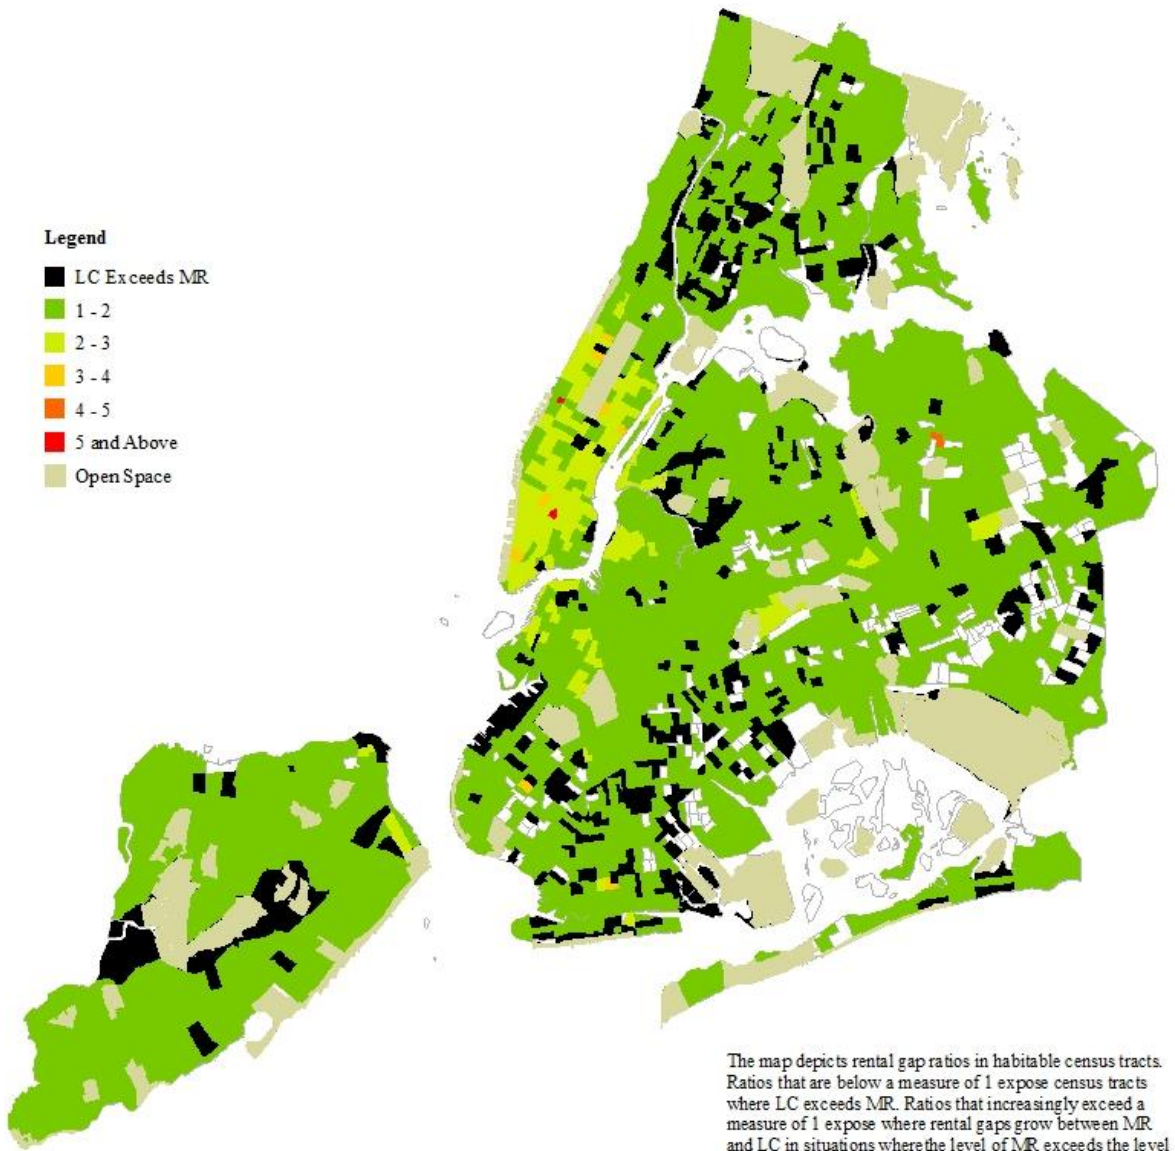 Legend
LC Exceeds MR
1 - 2
2 - 3
3 - 4
4 - 5
5 and Above
Open Space
The map depicts rental gap ratios in habitable census tracts.
Ratios that are below a measure of 1 expose census tracts
where LC exceeds MR. Ratios that increasingly exceed a
measure of 1 expose where rental gaps grow between MR
and LC in situations where the level of MR exceeds the level